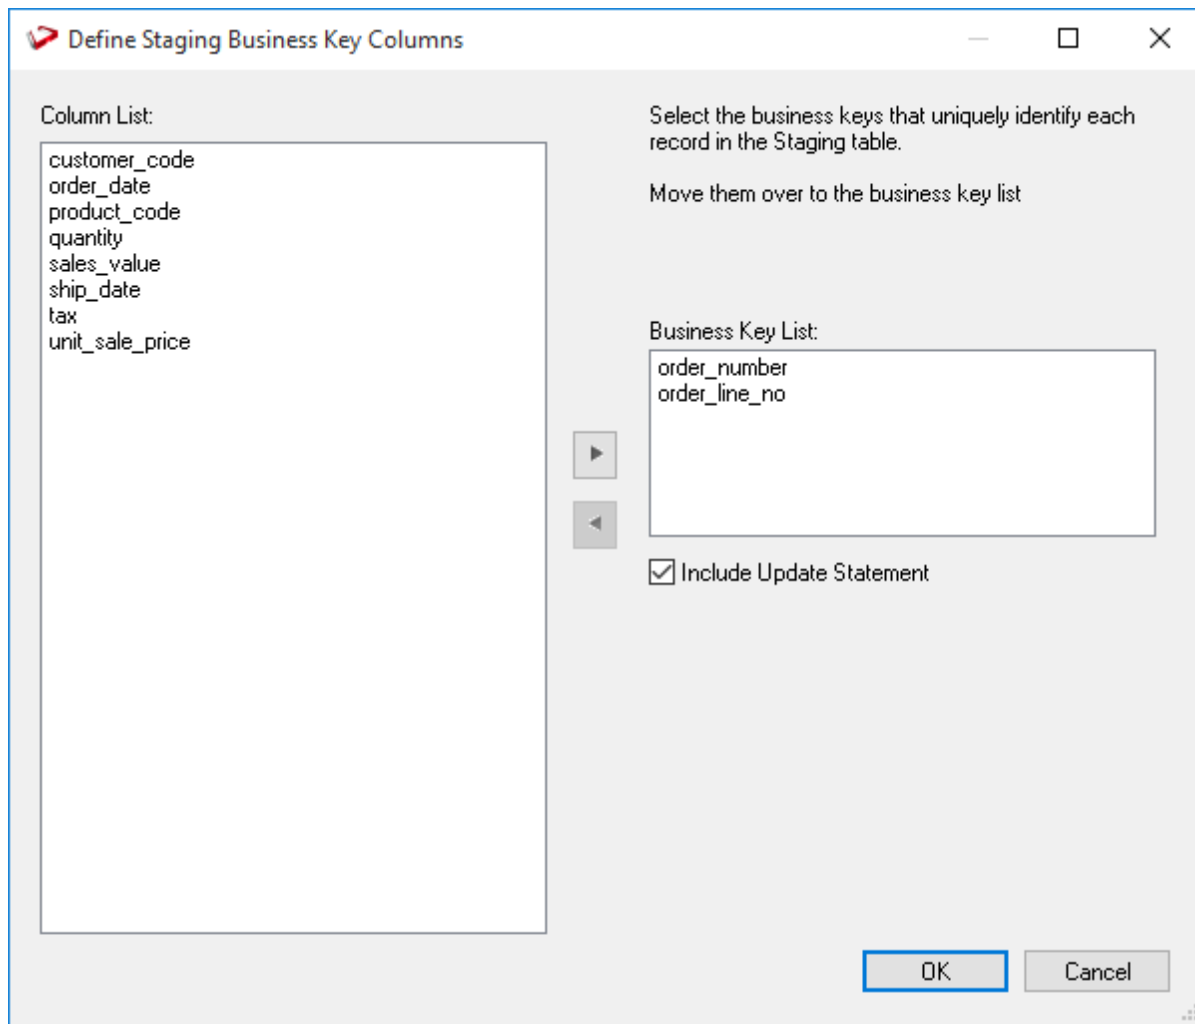 Define Staging Business Key Columns
Column List:
customer_code
order_date
product_code
quantity
sales_value
ship_date
tax
unit_sale_price
Select the business keys that uniquely identify each
record in the Staging table.
Move them over to the business key list
Business Key List:
order_number
order_line_no
Include Update Statement
OK
Cancel